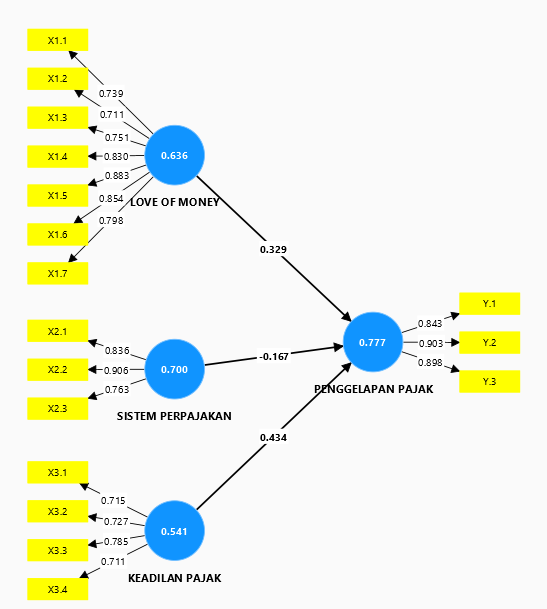 X1.1
X1.2
X1.3
X1.4
X1.5
X1.6
X1.7
0.739
0.711
0.751
0.830
0.883
0.854
0.798
0.636
LOVE OF MONEY
0.329
X2.1
X2.2
X2.3
0.836
0.906
0.763
0.700
SISTEM PERPAJAKAN
-0.167
X3.1
X3.2
X3.3
X3.4
0.715
0.727
0.785
0.711
0.541
KEADILAN PAJAK
0.434
0.777
PENGGELAPAN PAJAK
0.843
0.903
0.898
Y.1
Y.2
Y.3